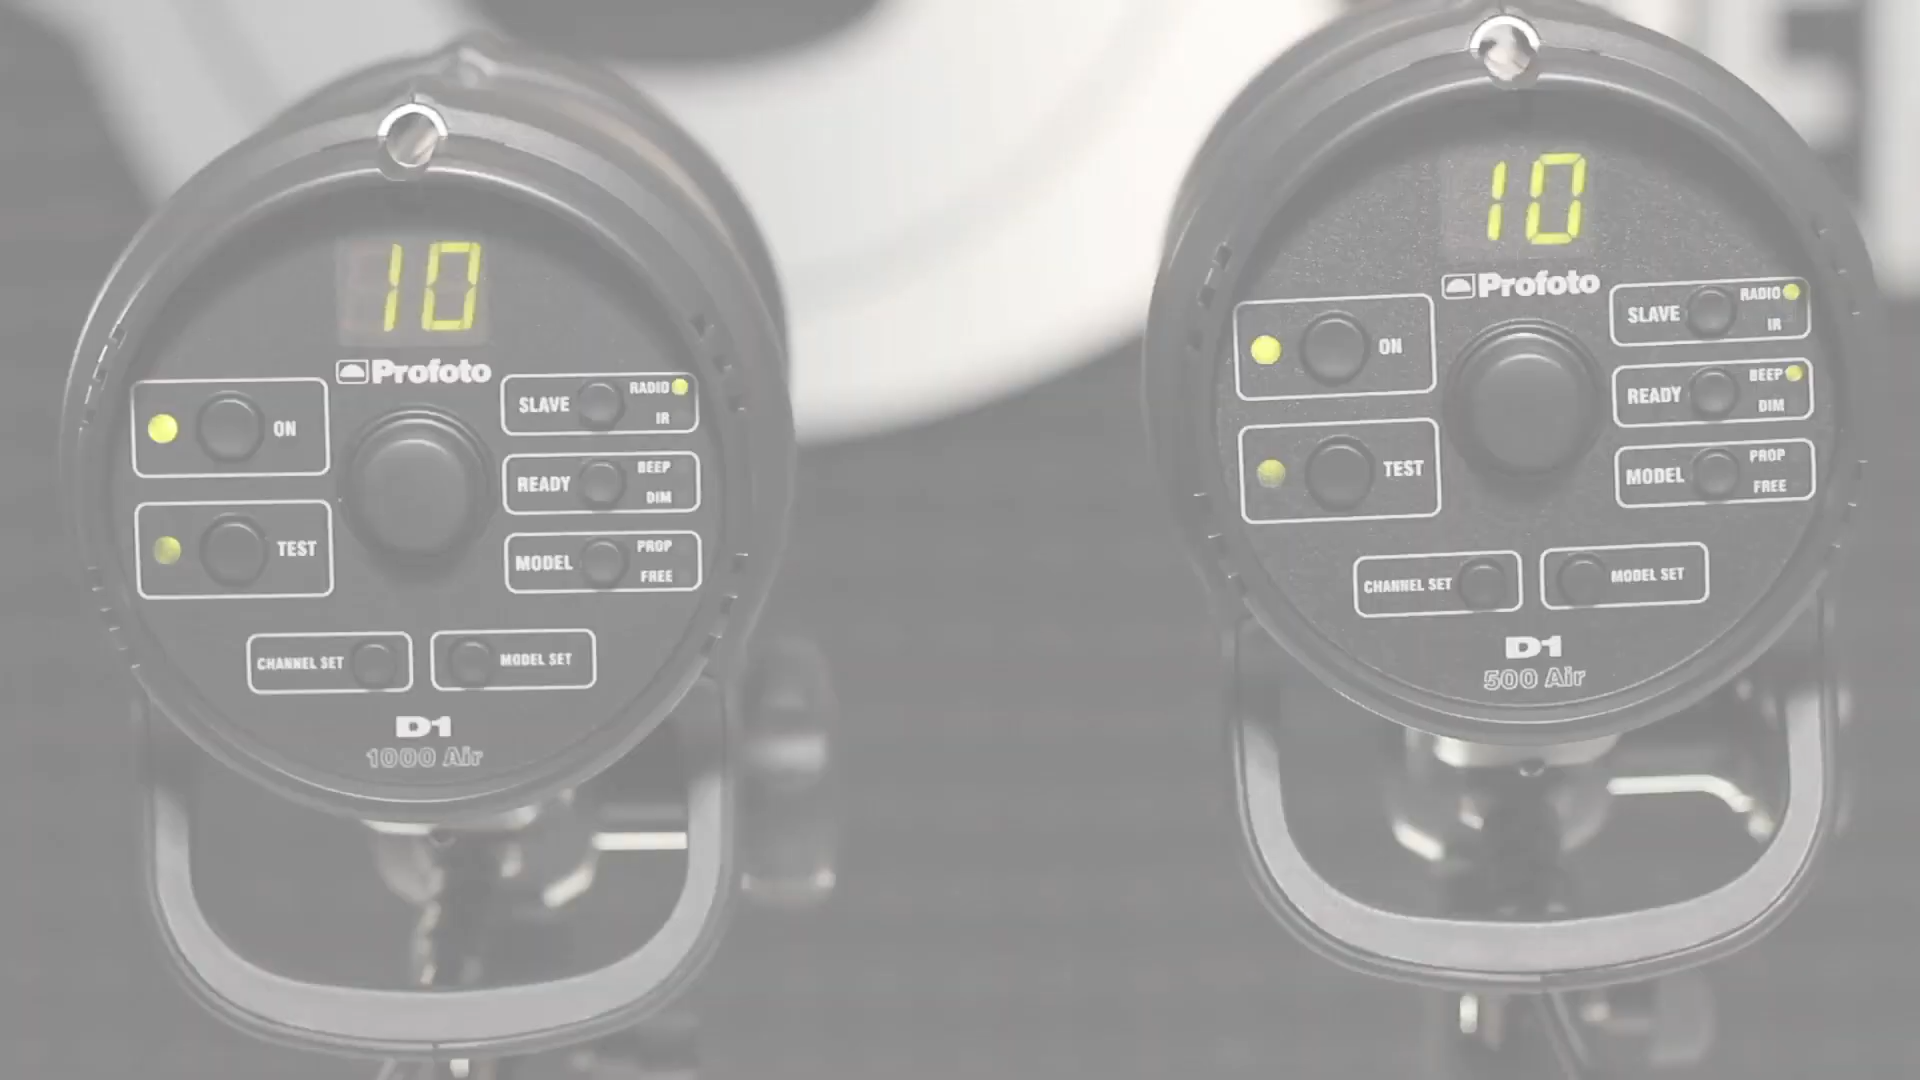 10
Profoto
ON
TEST
SLAVE
RADIO
IR
READY
BEEP
DIM
MODEL
PROP
FREE
CHANNEL SET
MODEL SET
D1
1000 Air
10
Profoto
ON
TEST
SLAVE
RADIO
IR
READY
BEEP
DIM
MODEL
PROP
FREE
CHANNEL SET
MODEL SET
D1
500 Air